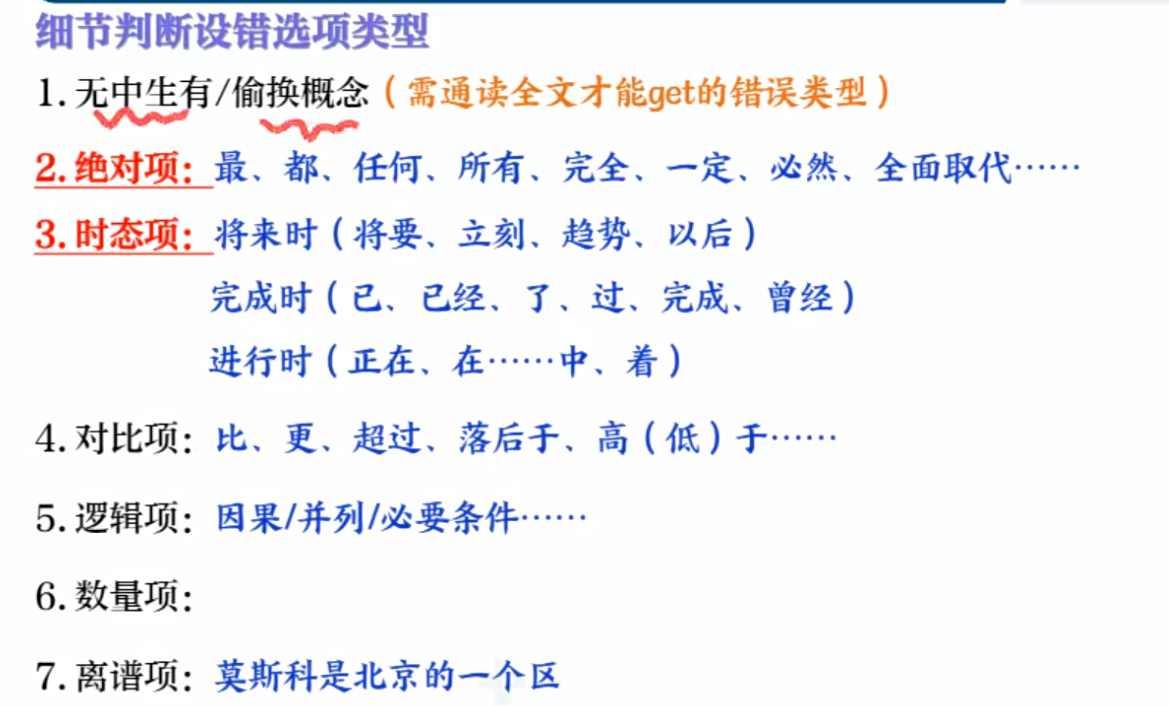 细节判断设错选项类型
1. 无中生有/偷换概念（需通读全文才能get的错误类型）
2. 绝对项：最、都、任何、所有、完全、一定、必然、全面取代……
3. 时态项：将来时（将要、立刻、趋势、以后）
完成时（已、已经、了、过、完成、曾经）
进行时（正在、在……中、着）
4. 对比项：比、更、超过、落后于、高（低）于……
5. 逻辑项：因果/并列/必要条件……
6. 数量项：
7. 离谱项：莫斯科是北京的一个区